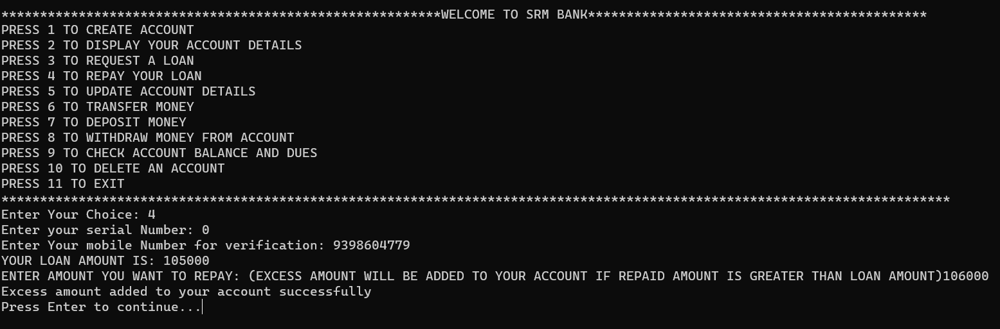 *********************************************************WELCOME TO SRM BANK********************************************
PRESS 1 TO CREATE ACCOUNT
PRESS 2 TO DISPLAY YOUR ACCOUNT DETAILS
PRESS 3 TO REQUEST A LOAN
PRESS 4 TO REPAY YOUR LOAN
PRESS 5 TO UPDATE ACCOUNT DETAILS
PRESS 6 TO TRANSFER MONEY
PRESS 7 TO DEPOSIT MONEY
PRESS 8 TO WITHDRAW MONEY FROM ACCOUNT
PRESS 9 TO CHECK ACCOUNT BALANCE AND DUES
PRESS 10 TO DELETE AN ACCOUNT
PRESS 11 TO EXIT
***************************************************************************************************************************
Enter Your Choice: 4
Enter your serial Number: 0
Enter Your mobile Number for verification: 9398604779
YOUR LOAN AMOUNT IS: 105000
ENTER AMOUNT YOU WANT TO REPAY: (EXCESS AMOUNT WILL BE ADDED TO YOUR ACCOUNT IF REPAID AMOUNT IS GREATER THAN LOAN AMOUNT)106000
Excess amount added to your account successfully
Press Enter to continue...